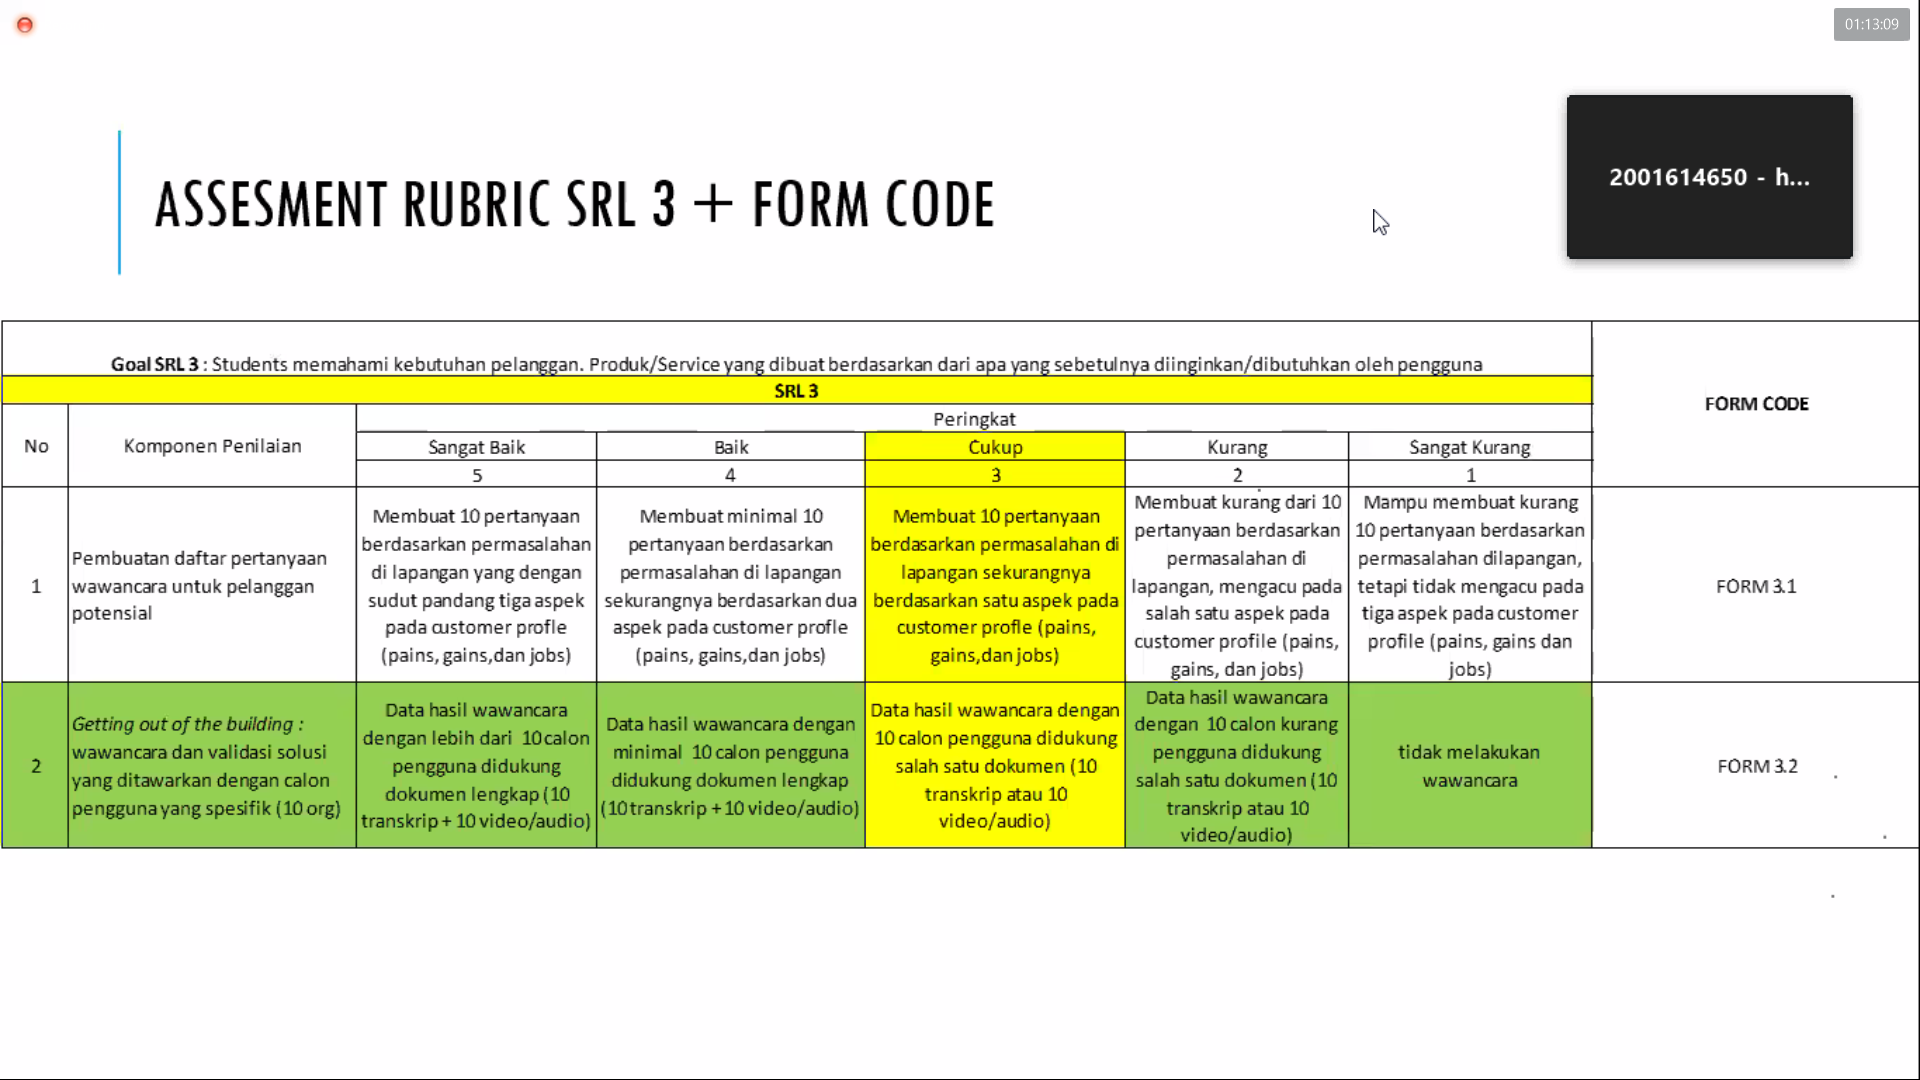 01:13:09
2001614650 - h...
ASSESMENT RUBRIC SRL 3 + FORM CODE
Goal SRL 3 : Students memahami kebutuhan pelanggan. Produk/Service yang dibuat berdasarkan dari apa yang sebetulnya diinginkan/dibutuhkan oleh pengguna
FORM CODE
SRL 3
No
Komponen Penilaian
Peringkat
Sangat Baik
Baik
Cukup
Kurang
Sangat Kurang
5
4
3
2
1
1
Pembuatan daftar pertanyaan
wawancara untuk pelanggan
potensial
Membuat 10 pertanyaan
berdasarkan permasalahan
di lapangan yang dengan
sudut pandang tiga aspek
pada customer profle
(pains, gains,dan jobs)
Membuat minimal 10
pertanyaan berdasarkan
permasalahan di lapangan
sekurangnya berdasarkan dua
aspek pada customer profle
(pains, gains,dan jobs)
Membuat 10 pertanyaan
berdasarkan permasalahan di
lapangan sekurangnya
berdasarkan satu aspek pada
customer profle (pains,
gains,dan jobs)
Membuat kurang dari 10
pertanyaan berdasarkan
permasalahan di
lapangan, mengacu pada
salah satu aspek pada
customer profile (pains,
gains, dan jobs)
Mampu membuat kurang
10 pertanyaan berdasarkan
permasalahan dilapangan,
tetapi tidak mengacu pada
tiga aspek pada customer
profile (pains, gains dan
jobs)
FORM 3.1
2
Getting out of the building :
wawancara dan validasi solusi
yang ditawarkan dengan calon
pengguna yang spesifik (10 org)
Data hasil wawancara
dengan lebih dari 10 calon
pengguna didukung
dokumen lengkap (10
transkrip + 10 video/audio)
Data hasil wawancara dengan
minimal 10 calon pengguna
didukung dokumen lengkap
(10 transkrip + 10 video/audio)
Data hasil wawancara dengan
10 calon pengguna didukung
salah satu dokumen (10
transkrip atau 10
video/audio)
Data hasil wawancara
dengan 10 calon kurang
pengguna didukung
salah satu dokumen (10
transkrip atau 10
video/audio)
tidak melakukan
wawancara
FORM 3.2